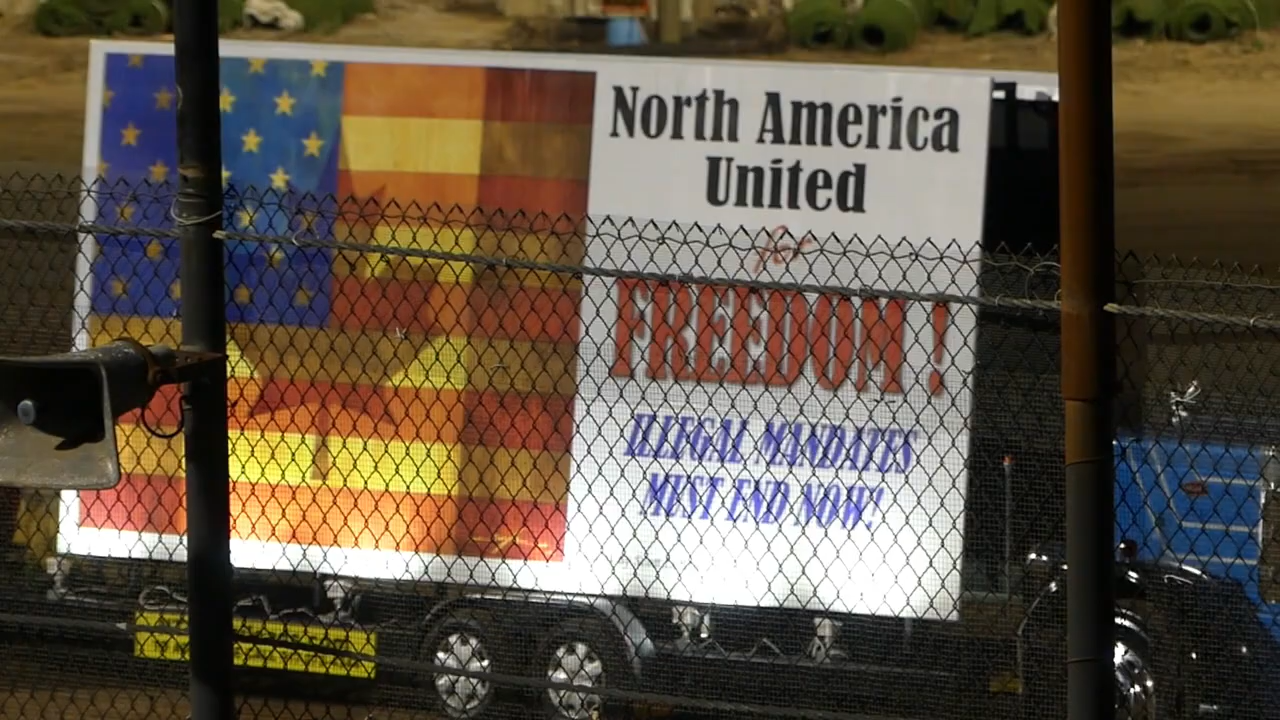 North America
United
for
FREEDOM!
ILLEGAL MANDATES
MUST END NOW!